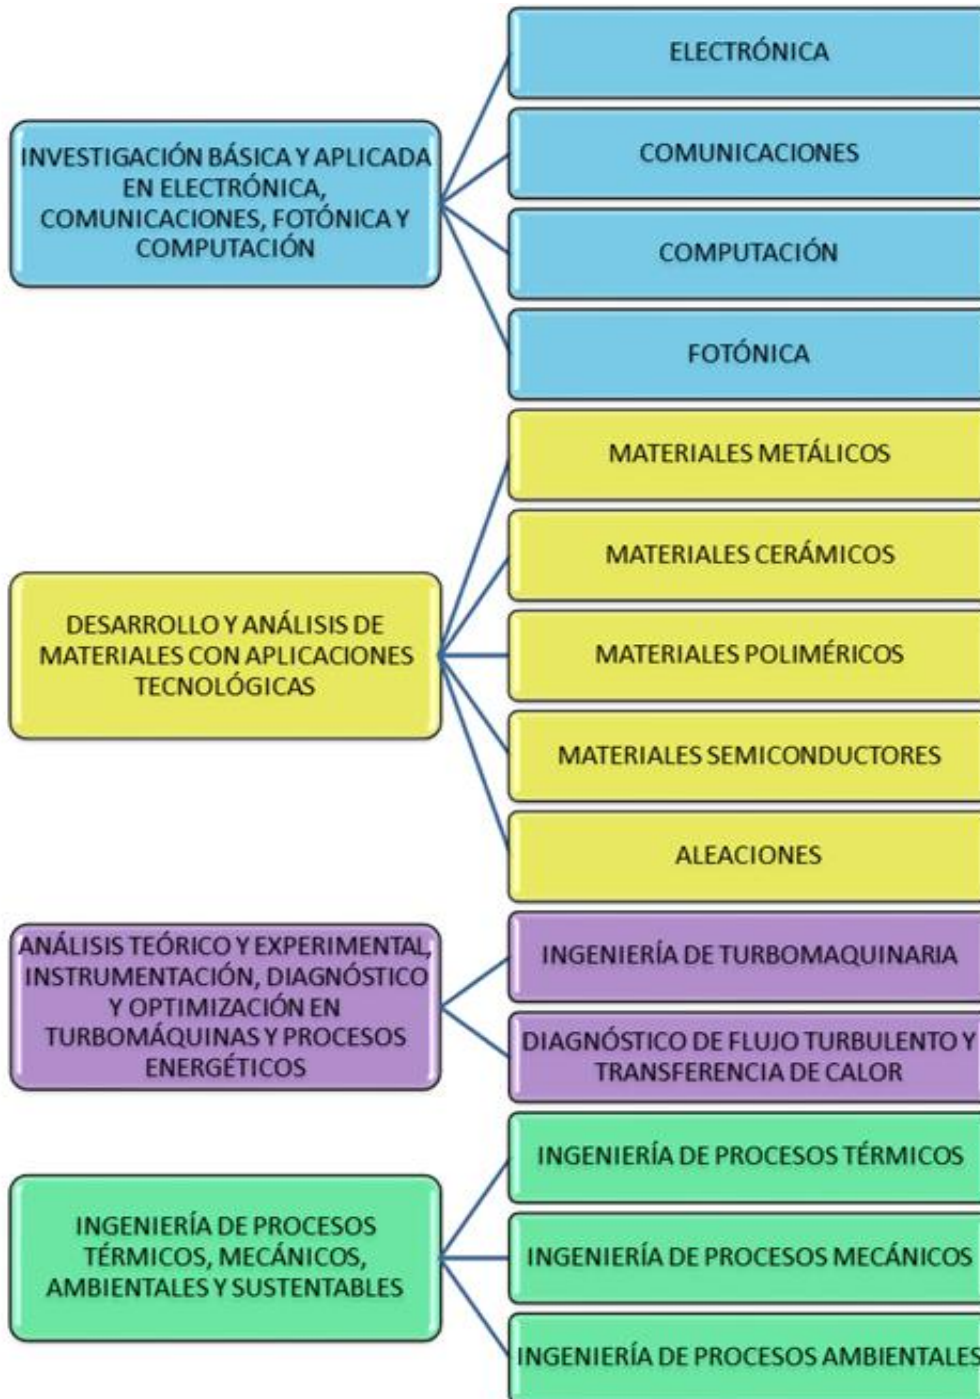 INVESTIGACIÓN BÁSICA Y APLICADA
EN ELECTRÓNICA,
COMUNICACIONES, FOTÓNICA Y
COMPUTACIÓN
ELECTRÓNICA
COMUNICACIONES
COMPUTACIÓN
FOTÓNICA
DESARROLLO Y ANÁLISIS DE
MATERIALES CON APLICACIONES
TECNOLÓGICAS
MATERIALES METÁLICOS
MATERIALES CERÁMICOS
MATERIALES POLIMÉRICOS
MATERIALES SEMICONDUCTORES
ALEACIONES
ANÁLISIS TEÓRICO Y EXPERIMENTAL,
INSTRUMENTACIÓN, DIAGNÓSTICO
Y OPTIMIZACIÓN EN
TURBOMÁQUINAS Y PROCESOS
ENERGÉTICOS
INGENIERÍA DE TURBOMAQUINARIA
DIAGNÓSTICO DE FLUJO TURBULENTO Y
TRANSFERENCIA DE CALOR
INGENIERÍA DE PROCESOS
TÉRMICOS, MECÁNICOS,
AMBIENTALES Y SUSTENTABLES
INGENIERÍA DE PROCESOS TÉRMICOS
INGENIERÍA DE PROCESOS MECÁNICOS
INGENIERÍA DE PROCESOS AMBIENTALES